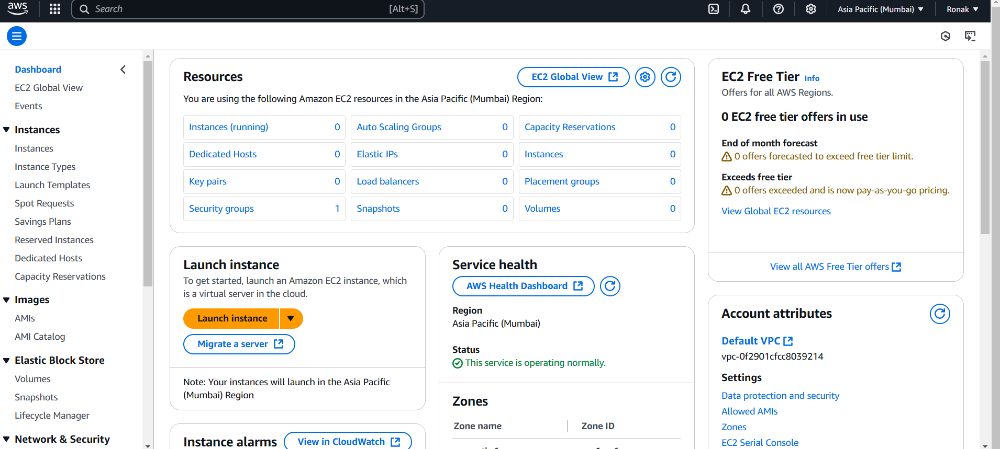 aws
Search [Alt+S]
Asia Pacific (Mumbai)
Ronak
Dashboard
EC2 Global View
Events
Instances
Instances
Instance Types
Launch Templates
Spot Requests
Savings Plans
Reserved Instances
Dedicated Hosts
Capacity Reservations
Images
AMIs
AMI Catalog
Elastic Block Store
Volumes
Snapshots
Lifecycle Manager
Network & Security
Resources
EC2 Global View
You are using the following Amazon EC2 resources in the Asia Pacific (Mumbai) Region:
Instances (running) 0 Auto Scaling Groups 0 Capacity Reservations 0
Dedicated Hosts 0 Elastic IPs 0 Instances 0
Key pairs 0 Load balancers 0 Placement groups 0
Security groups 1 Snapshots 0 Volumes 0
Launch instance
To get started, launch an Amazon EC2 instance, which
is a virtual server in the cloud.
Launch instance
Migrate a server
Note: Your instances will launch in the Asia Pacific
(Mumbai) Region
Instance alarms View in CloudWatch
Service health
AWS Health Dashboard
Region
Asia Pacific (Mumbai)
Status
This service is operating normally.
Zones
Zone name Zone ID
EC2 Free Tier Info
Offers for all AWS Regions.
0 EC2 free tier offers in use
End of month forecast
0 offers forecasted to exceed free tier limit.
Exceeds free tier
0 offers exceeded and is now pay-as-you-go pricing.
View Global EC2 resources
View all AWS Free Tier offers
Account attributes
Default VPC
vpc-0f2901cfcc8039214
Settings
Data protection and security
Allowed AMIs
Zones
EC2 Serial Console